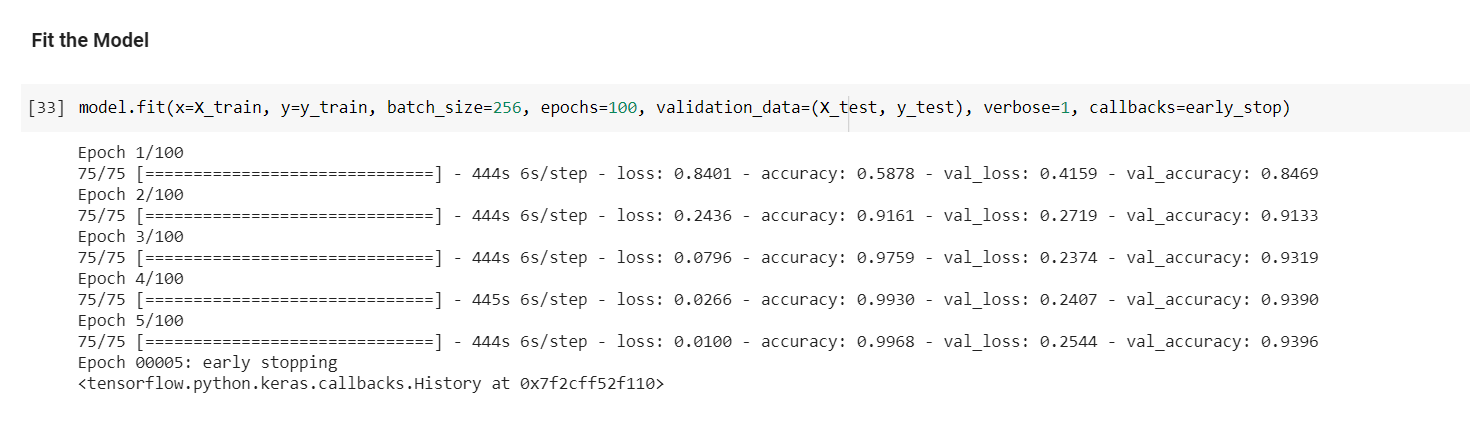 Fit the Model
[33] model.fit(x=X_train, y=y_train, batch_size=256, epochs=100, validation_data=(X_test, y_test), verbose=1, callbacks=early_stop)
Epoch 1/100
75/75 [==============================] - 444s 6s/step - loss: 0.8401 - accuracy: 0.5878 - val_loss: 0.4159 - val_accuracy: 0.8469
Epoch 2/100
75/75 [==============================] - 444s 6s/step - loss: 0.2436 - accuracy: 0.9161 - val_loss: 0.2719 - val_accuracy: 0.9133
Epoch 3/100
75/75 [==============================] - 444s 6s/step - loss: 0.0796 - accuracy: 0.9759 - val_loss: 0.2374 - val_accuracy: 0.9319
Epoch 4/100
75/75 [==============================] - 445s 6s/step - loss: 0.0266 - accuracy: 0.9930 - val_loss: 0.2407 - val_accuracy: 0.9390
Epoch 5/100
75/75 [==============================] - 444s 6s/step - loss: 0.0100 - accuracy: 0.9968 - val_loss: 0.2544 - val_accuracy: 0.9396
Epoch 00005: early stopping
<tensorflow.python.keras.callbacks.History at 0x7f2cff52f110>